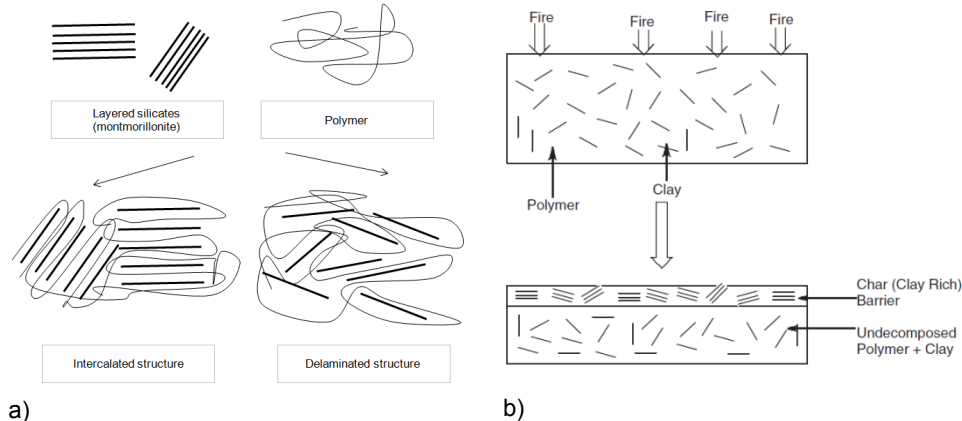 Layered silicates
(montmorillonite)
Polymer
Intercalated structure
Delaminated structure
a)
Fire
Fire
Fire
Fire
Polymer
Clay
Char (Clay Rich)
Barrier
Undecomposed
Polymer + Clay
b)